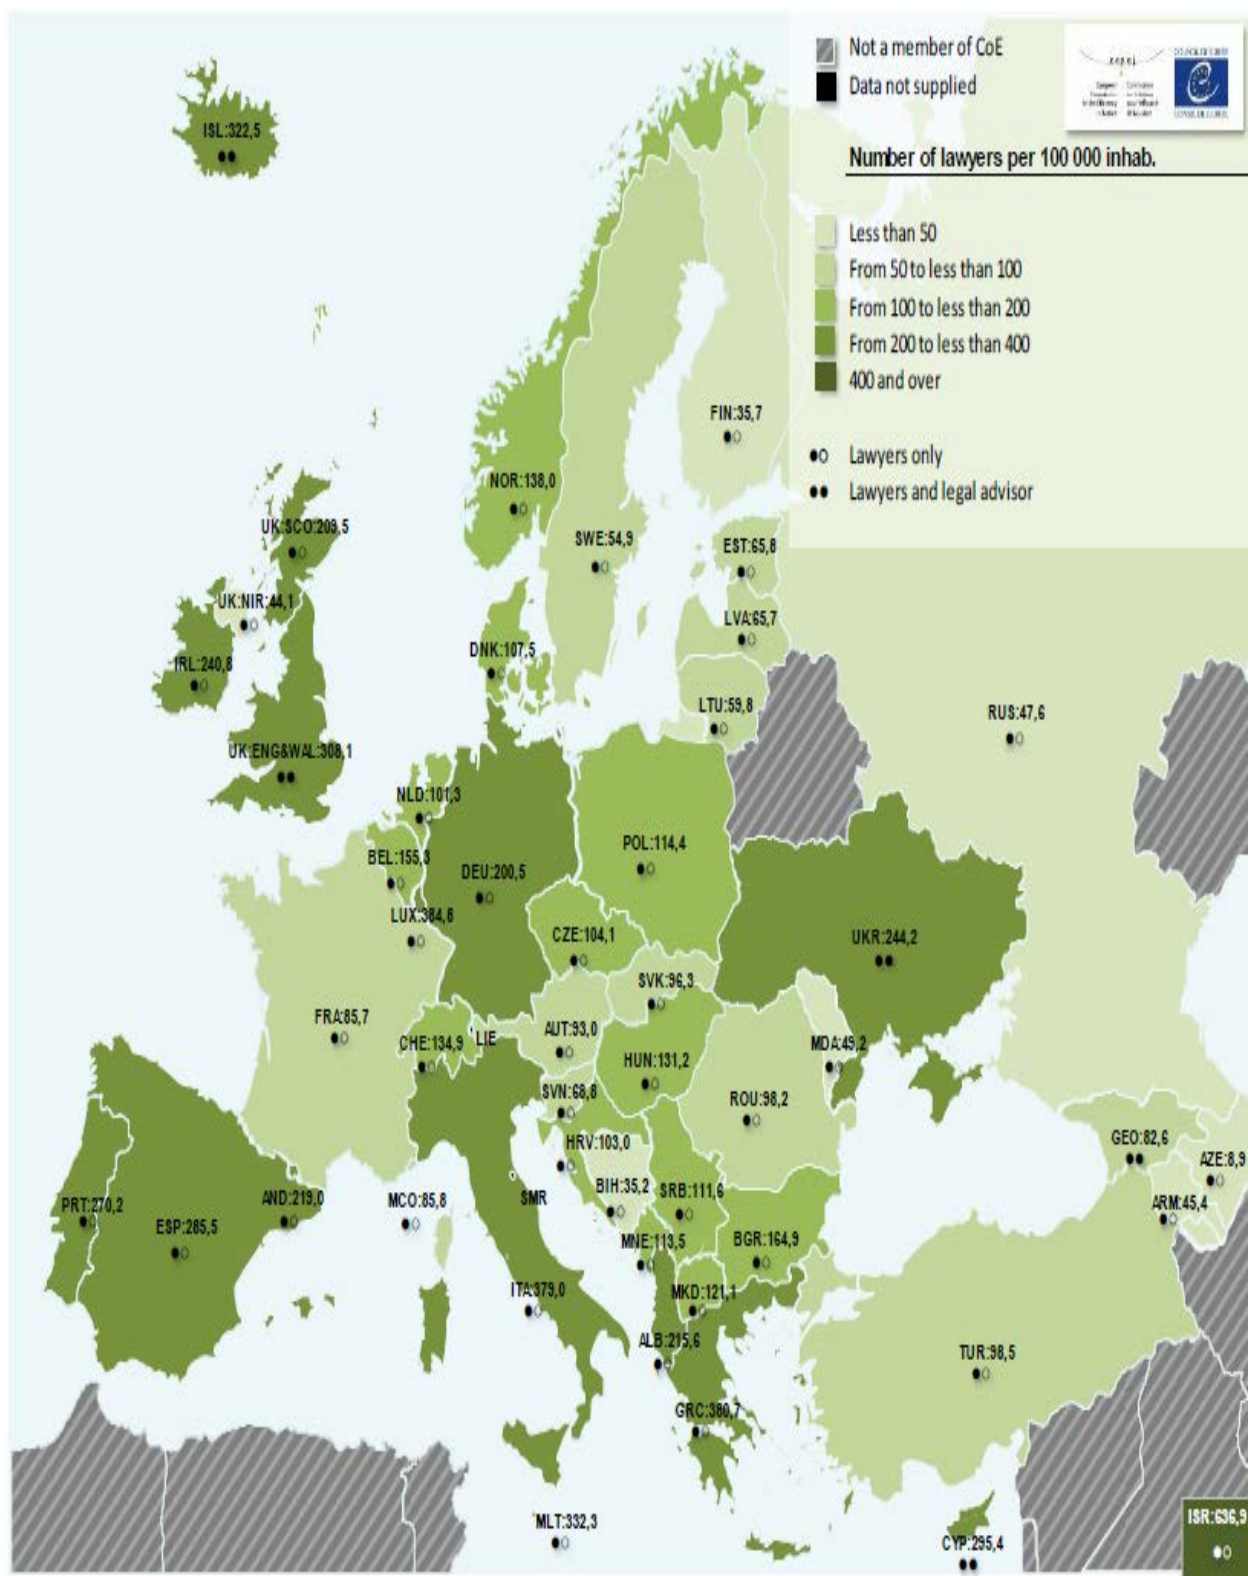 Not a member of CoE
Data not supplied
COUNCIL OF EUROPE
CONSEIL DE L'EUROPE
Number of lawyers per 100 000 inhab.
Less than 50
From 50 to less than 100
From 100 to less than 200
From 200 to less than 400
400 and over
Lawyers only
Lawyers and legal advisor
ISL:322,5
FIN:35,7
NOR:138,0
UK:SCO:209,5
SWE:54,9
EST:65,8
UK:NIR:44,1
LVA:65,7
DNK:107,5
IRL:240,8
LTU:59,8
RUS:47,6
UK:ENG&WAL:308,1
NLD:101,3
POL:114,4
BEL:155,3
DEU:200,5
LUX:384,6
CZE:104,1
UKR:244,2
SVK:96,3
FRA:85,7
AUT:93,0
CHE:134,9
LIE
MDA:49,2
HUN:131,2
SVN:68,8
ROU:98,2
HRV:103,0
GEO:82,6
AZE:8,9
BIH:35,2
SRB:111,6
SMR
AND:219,0
MCO:85,8
PRT:270,2
ARM:45,4
ESP:285,5
MNE:113,5
BGR:164,9
ITA:379,0
MKD:121,1
ALB:215,6
TUR:98,5
GRC:380,7
ISR:636,9
MLT:332,3
CYP:295,4